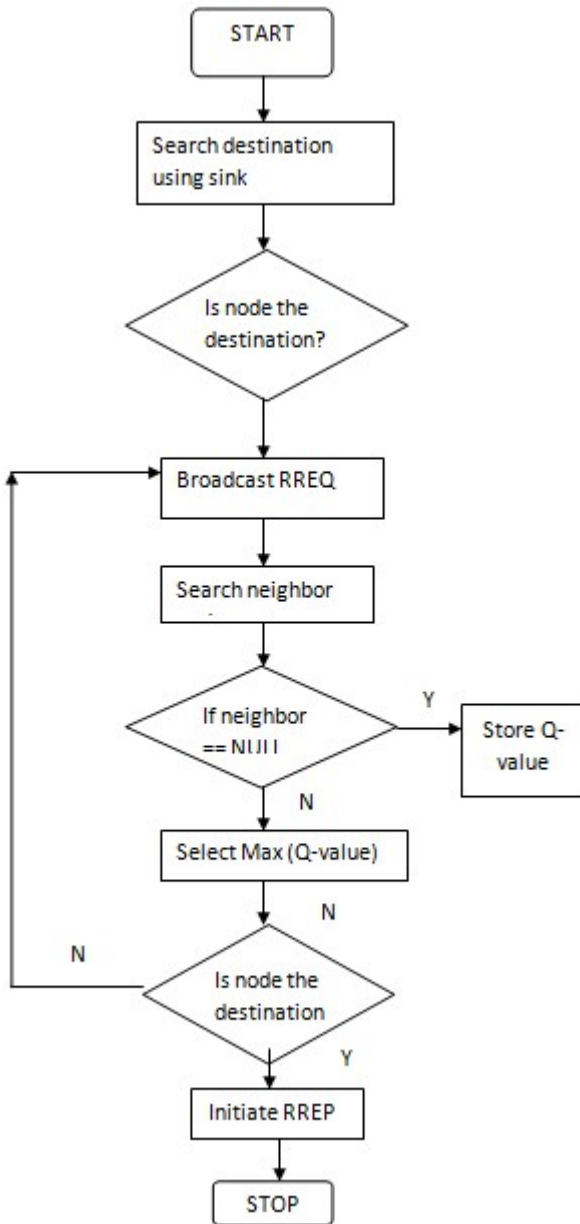 START
Search destination
using sink
Is node the
destination?
Broadcast RREQ
Search neighbor
If neighbor
== NULL
Y
Store Q-
value
N
Select Max (Q-value)
N
N
Is node the
destination
Y
Initiate RREP
STOP